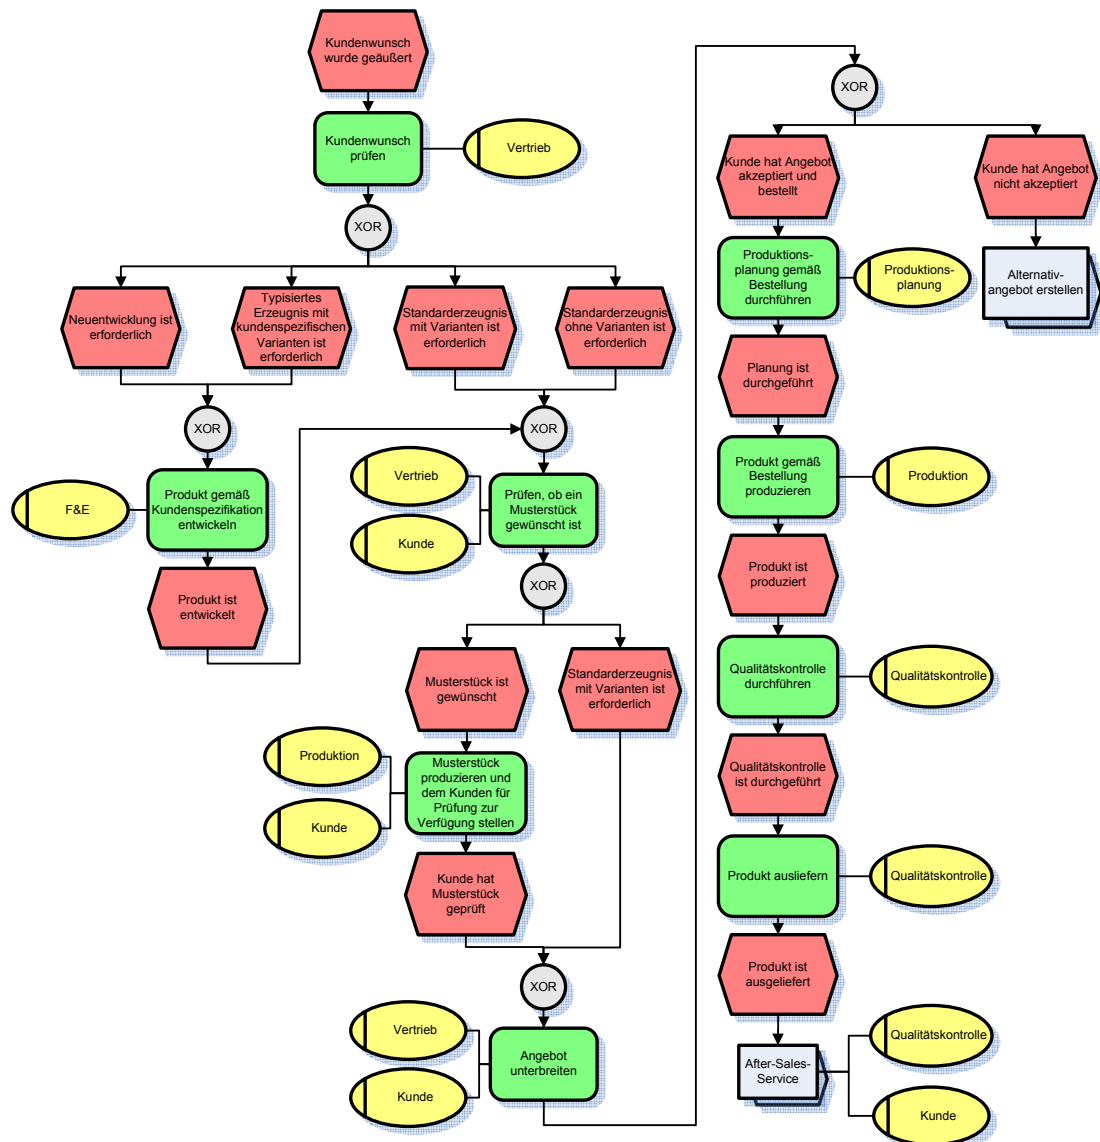 Kundenwunsch
wurde geäußert
Kundenwunsch
prüfen
Vertrieb
XOR
Neuentwicklung ist
erforderlich
Typisiertes
Erzeugnis mit
kundenspezifischen
Varianten ist
erforderlich
Standarderzeugnis
mit Varianten ist
erforderlich
Standarderzeugnis
ohne Varianten ist
erforderlich
XOR
XOR
F&E
Produkt gemäß
Kundenspezifikation
entwickeln
Vertrieb
Kunde
Prüfen, ob ein
Musterstück
gewünscht ist
Produkt ist
entwickelt
XOR
Musterstück ist
gewünscht
Standarderzeugnis
mit Varianten ist
erforderlich
Produktion
Kunde
Musterstück
produzieren und
dem Kunden für
Prüfung zur
Verfügung stellen
Kunde hat
Musterstück
geprüft
XOR
Vertrieb
Kunde
Angebot
unterbreiten
XOR
Kunde hat Angebot
akzeptiert und
bestellt
Kunde hat Angebot
nicht akzeptiert
Produktions-
planung gemäß
Bestellung
durchführen
Produktions-
planung
Alternativ-
angebot erstellen
Planung ist
durchgeführt
Produkt gemäß
Bestellung
produzieren
Produktion
Produkt ist
produziert
Qualitätskontrolle
durchführen
Qualitätskontrolle
Qualitätskontrolle
ist durchgeführt
Produkt ausliefern
Qualitätskontrolle
Produkt ist
ausgeliefert
After-Sales-
Service
Qualitätskontrolle
Kunde